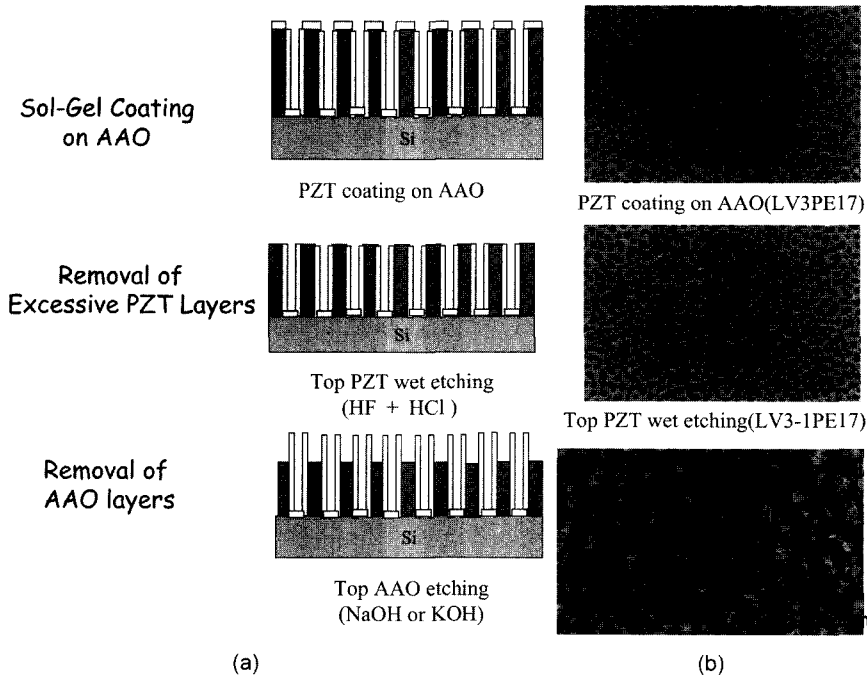 Sol-Gel Coating
on AAO
Si
PZT coating on AAO
PZT coating on AAO(LV3PE17)
Removal of
Excessive PZT Layers
Si
Top PZT wet etching
(HF + HCl )
Top PZT wet etching(LV3-1PE17)
Removal of
AAO layers
Si
Top AAO etching
(NaOH or KOH)
(a)
(b)